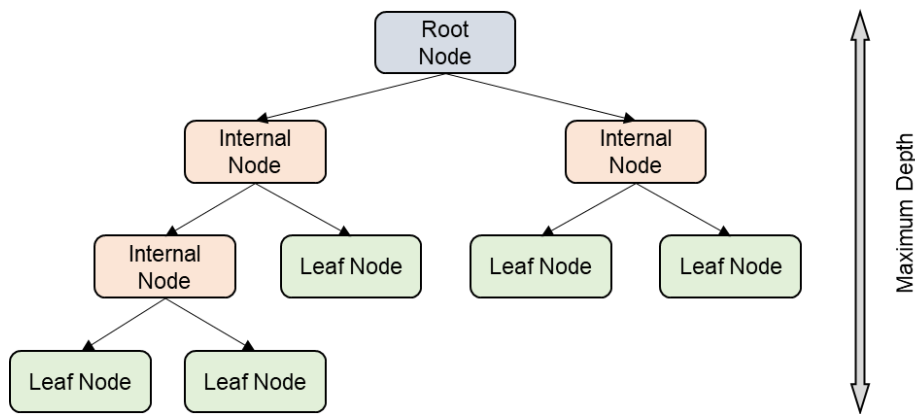 Root
Node
Internal
Node
Internal
Node
Internal
Node
Leaf Node
Leaf Node
Leaf Node
Leaf Node
Leaf Node
Maximum Depth